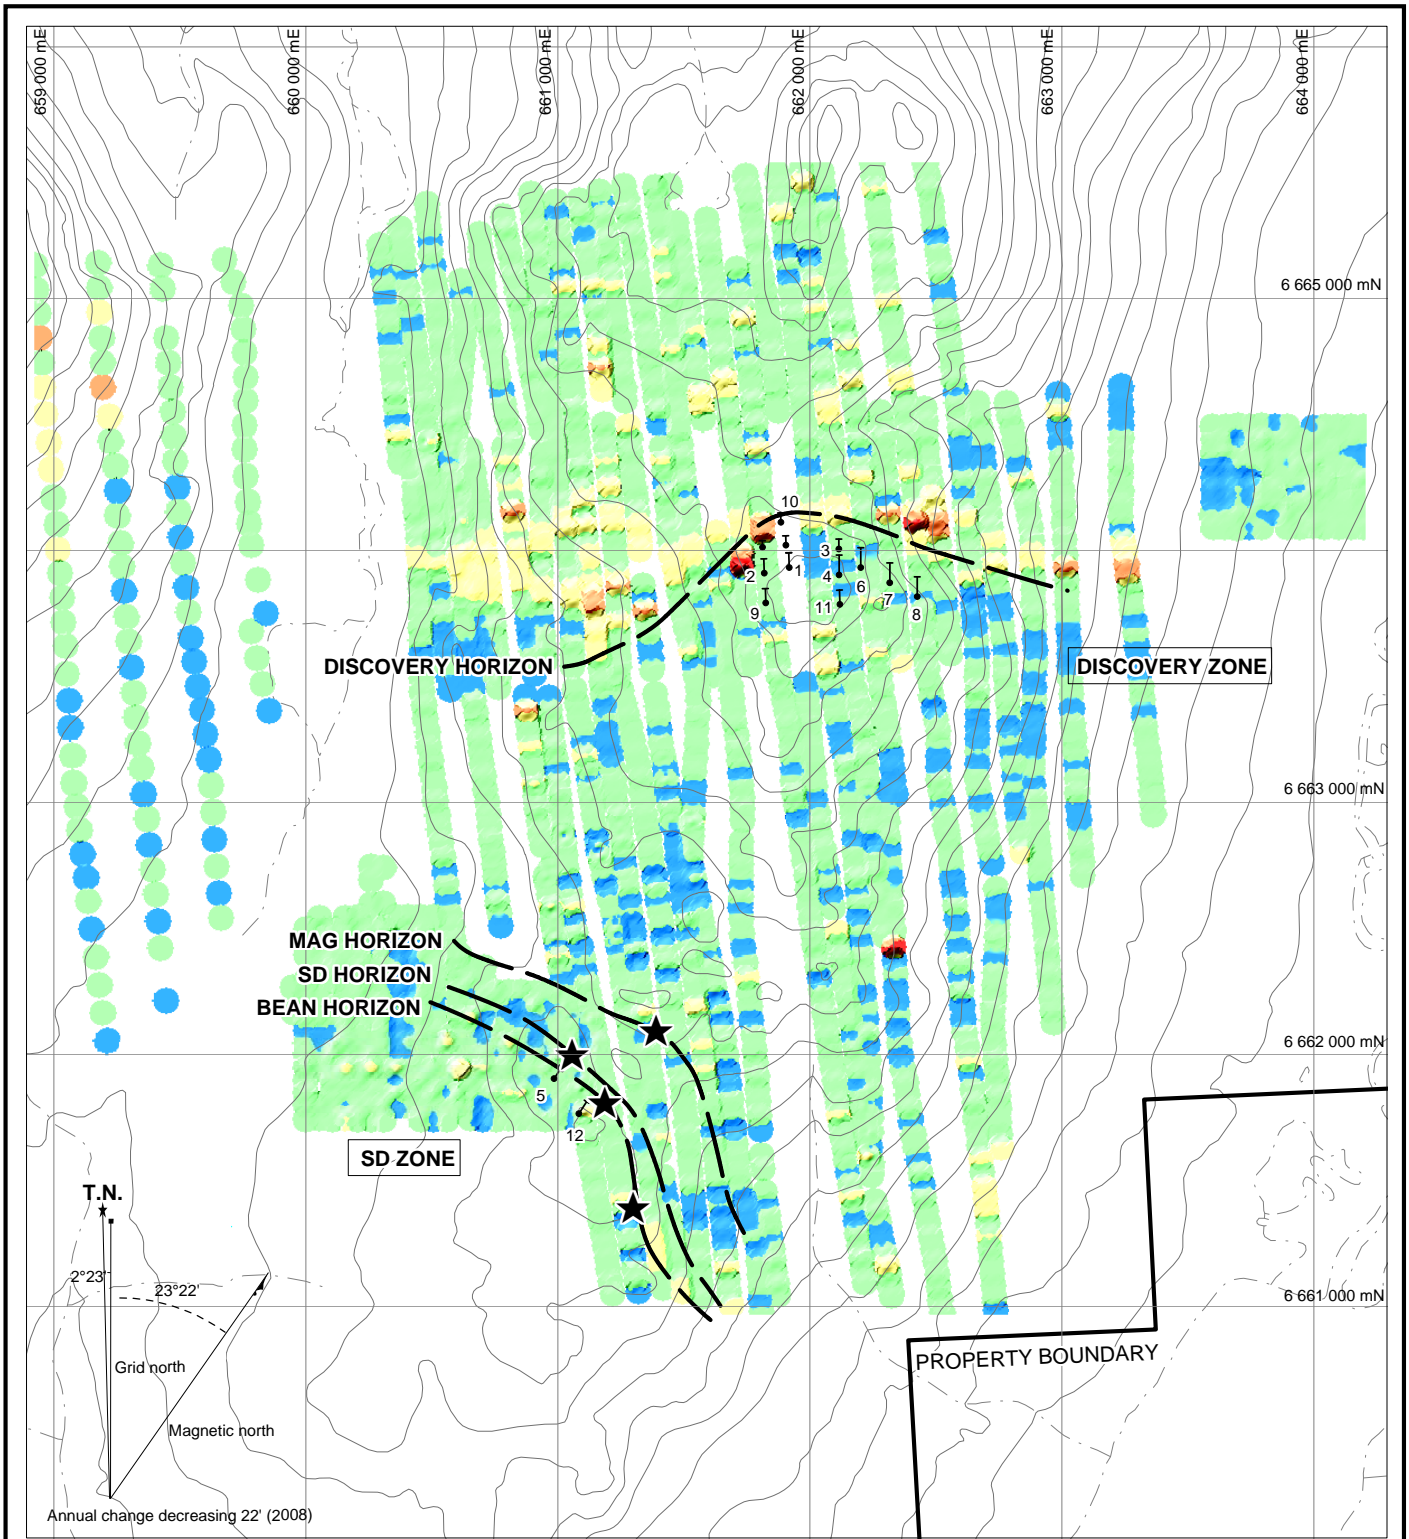 659 000 mE
660 000 mE
661 000 mE
662 000 mE
663 000 mE
664 000 mE
6 665 000 mN
10
3
2
1
4
6
7
9
11
8
DISCOVERY HORIZON
DISCOVERY ZONE
6 663 000 mN
MAG HORIZON
SD HORIZON
BEAN HORIZON
6 662 000 mN
5
12
SD ZONE
T.N.
2°23'
23°22'
6 661 000 mN
PROPERTY BOUNDARY
Grid north
Magnetic north
Annual change decreasing 22' (2008)